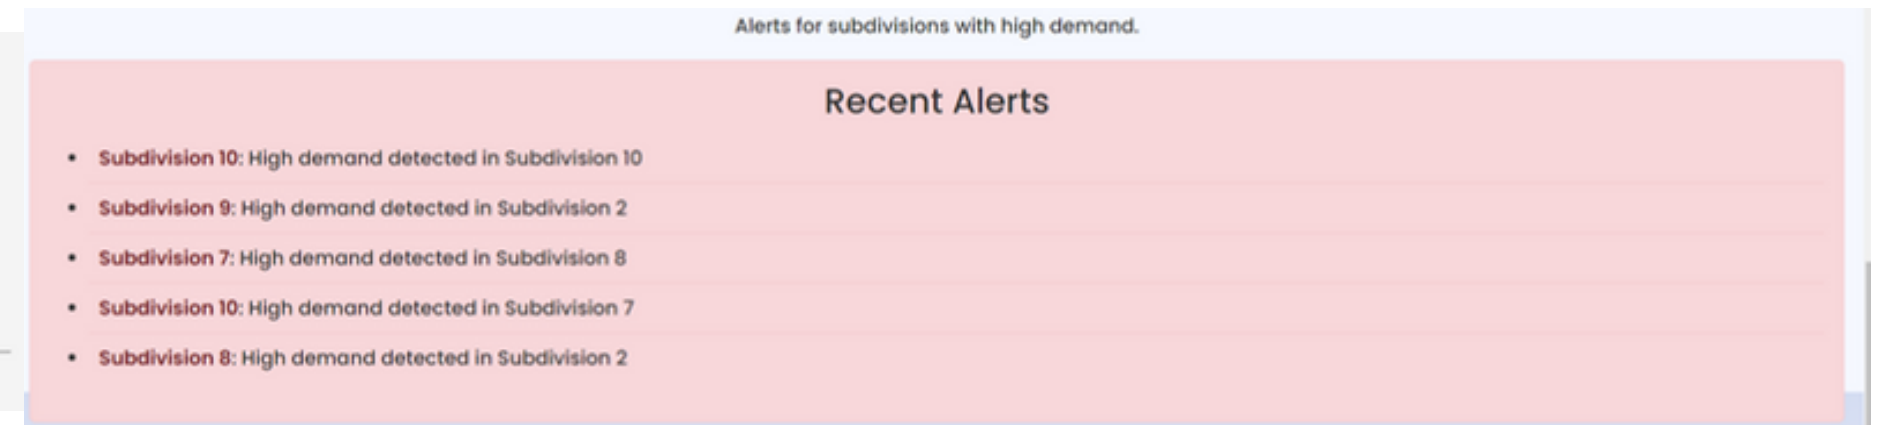 Alerts for subdivisions with high demand.
Recent Alerts
• Subdivision 10: High demand detected in Subdivision 10
• Subdivision 9: High demand detected in Subdivision 2
• Subdivision 7: High demand detected in Subdivision 8
• Subdivision 10: High demand detected in Subdivision 7
• Subdivision 8: High demand detected in Subdivision 2